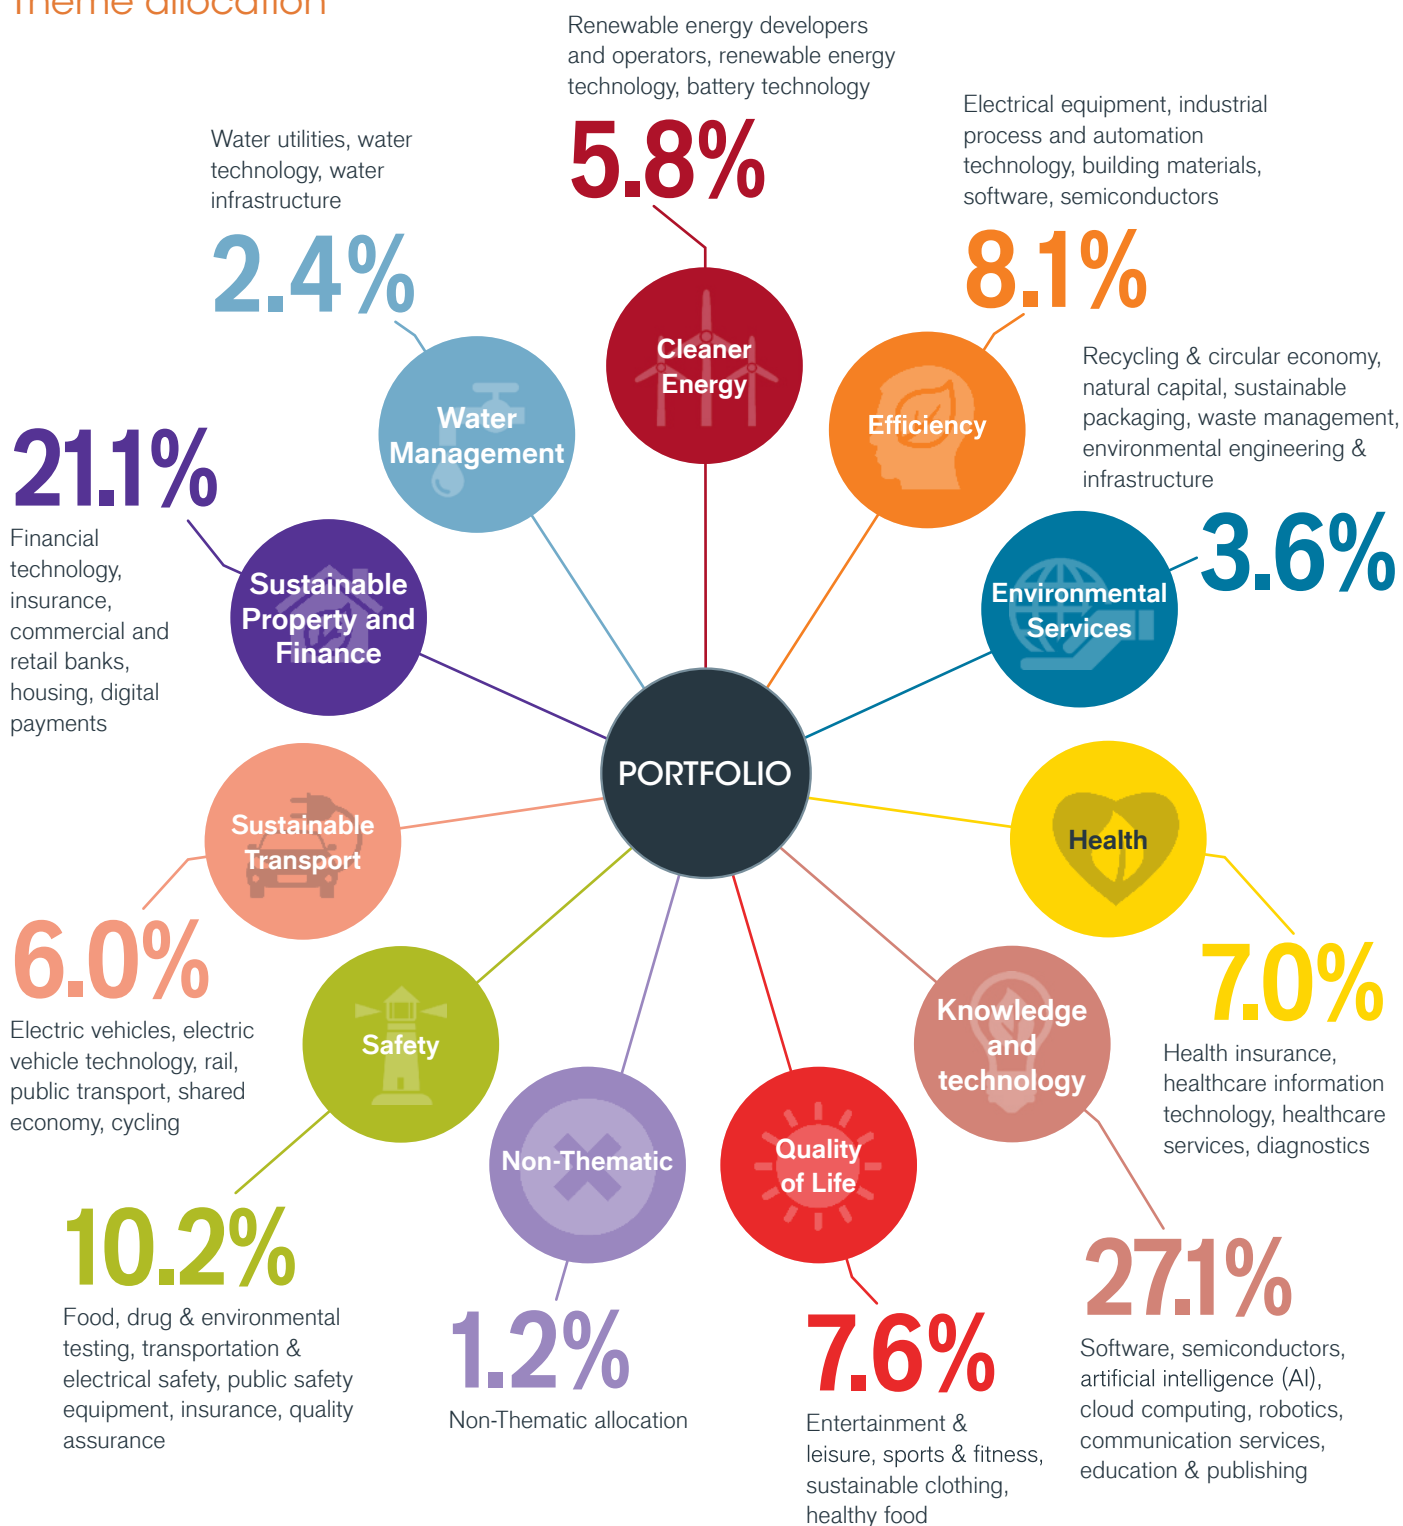 Theme allocation
Renewable energy developers
and operators, renewable energy
technology, battery technology
5.8%
Cleaner
Energy
Electrical equipment, industrial
process and automation
technology, building materials,
software, semiconductors
8.1%
Efficiency
Recycling & circular economy,
natural capital, sustainable
packaging, waste management,
environmental engineering &
infrastructure
3.6%
Environmental
Services
Health
7.0%
Health insurance,
healthcare information
technology, healthcare
services, diagnostics
Knowledge
and
technology
27.1%
Software, semiconductors,
artificial intelligence (AI),
cloud computing, robotics,
communication services,
education & publishing
Quality
of Life
7.6%
Entertainment &
leisure, sports & fitness,
sustainable clothing,
healthy food
Non-Thematic
1.2%
Non-Thematic allocation
Safety
10.2%
Food, drug & environmental
testing, transportation &
electrical safety, public safety
equipment, insurance, quality
assurance
Sustainable
Transport
6.0%
Electric vehicles, electric
vehicle technology, rail,
public transport, shared
economy, cycling
21.1%
Financial
technology,
insurance,
commercial and
retail banks,
housing, digital
payments
Sustainable
Property and
Finance
Water utilities, water
technology, water
infrastructure
2.4%
Water
Management
PORTFOLIO